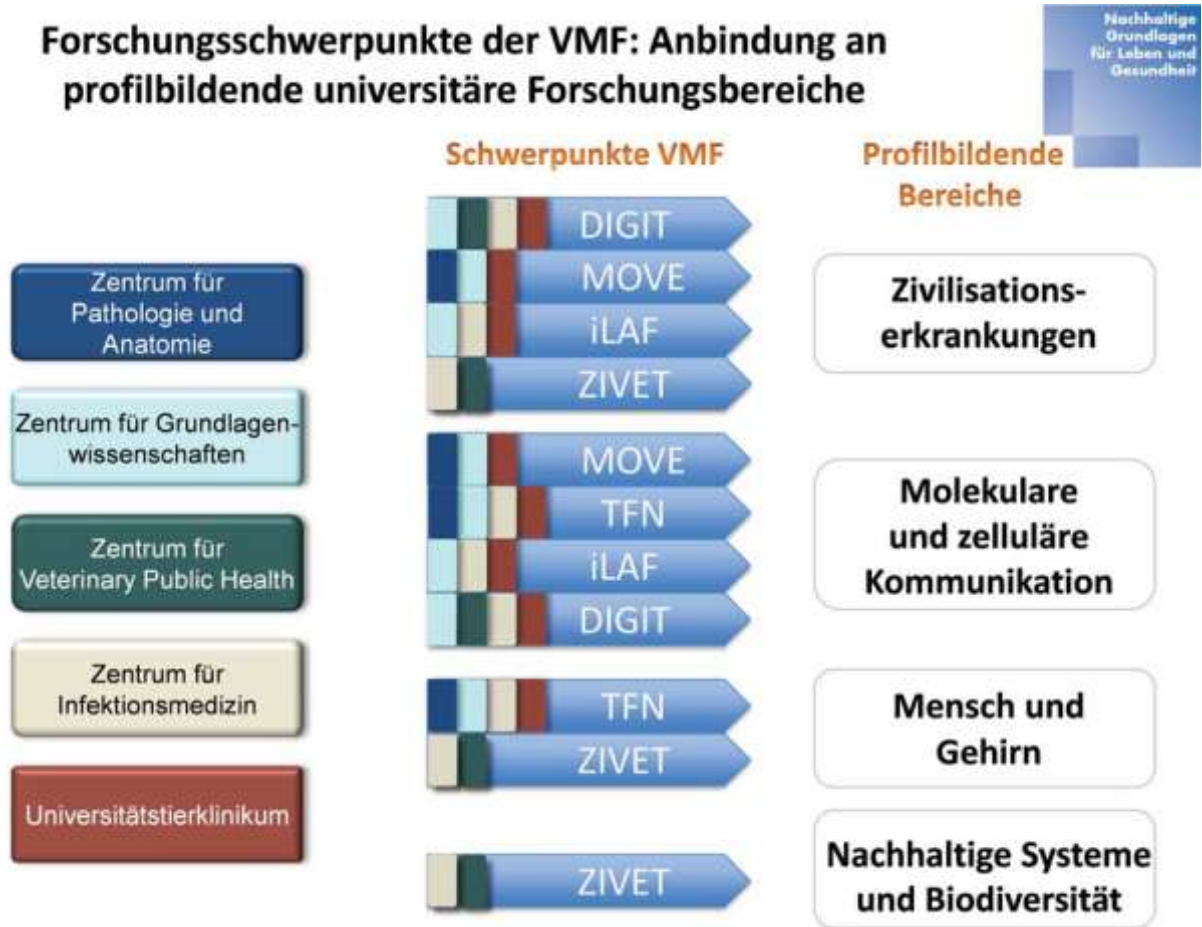 Forschungsschwerpunkte der VMF: Anbindung an
profilbildende universitäre Forschungsbereiche
Nachhaltige
Grundlagen
für Leben und
Gesundheit
Schwerpunkte VMF
Profilbildende
Bereiche
Zentrum für
Pathologie und
Anatomie
Zentrum für Grundlagen-
wissenschaften
Zentrum für
Veterinary Public Health
Zentrum für
Infektionsmedizin
Universitätstierklinikum
DIGIT
MOVE
iLAF
ZIVET
Zivilisations-
erkrankungen
MOVE
TFN
iLAF
DIGIT
Molekulare
und zelluläre
Kommunikation
TFN
ZIVET
Mensch und
Gehirn
ZIVET
Nachhaltige Systeme
und Biodiversität